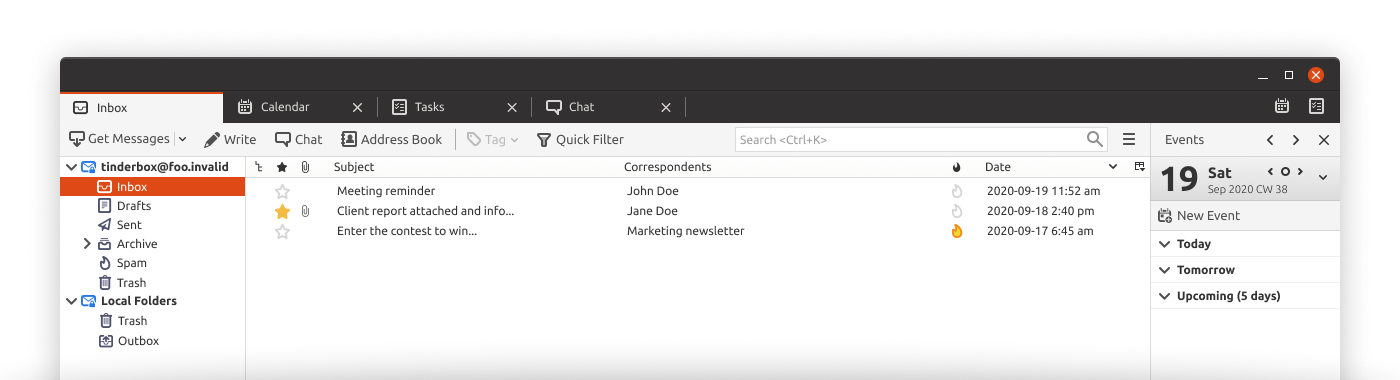 Inbox
Calendar
Tasks
Chat
Get Messages
Write
Chat
Address Book
Tag
Quick Filter
Search <Ctrl+K>
Events
tinderbox@foo.invalid
Inbox
Drafts
Sent
Archive
Spam
Trash
Local Folders
Trash
Outbox
Subject Correspondents Date
Meeting reminder John Doe 2020-09-19 11:52 am
Client report attached and info... Jane Doe 2020-09-18 2:40 pm
Enter the contest to win... Marketing newsletter 2020-09-17 6:45 am
19 Sat
Sep 2020 CW 38
New Event
Today
Tomorrow
Upcoming (5 days)